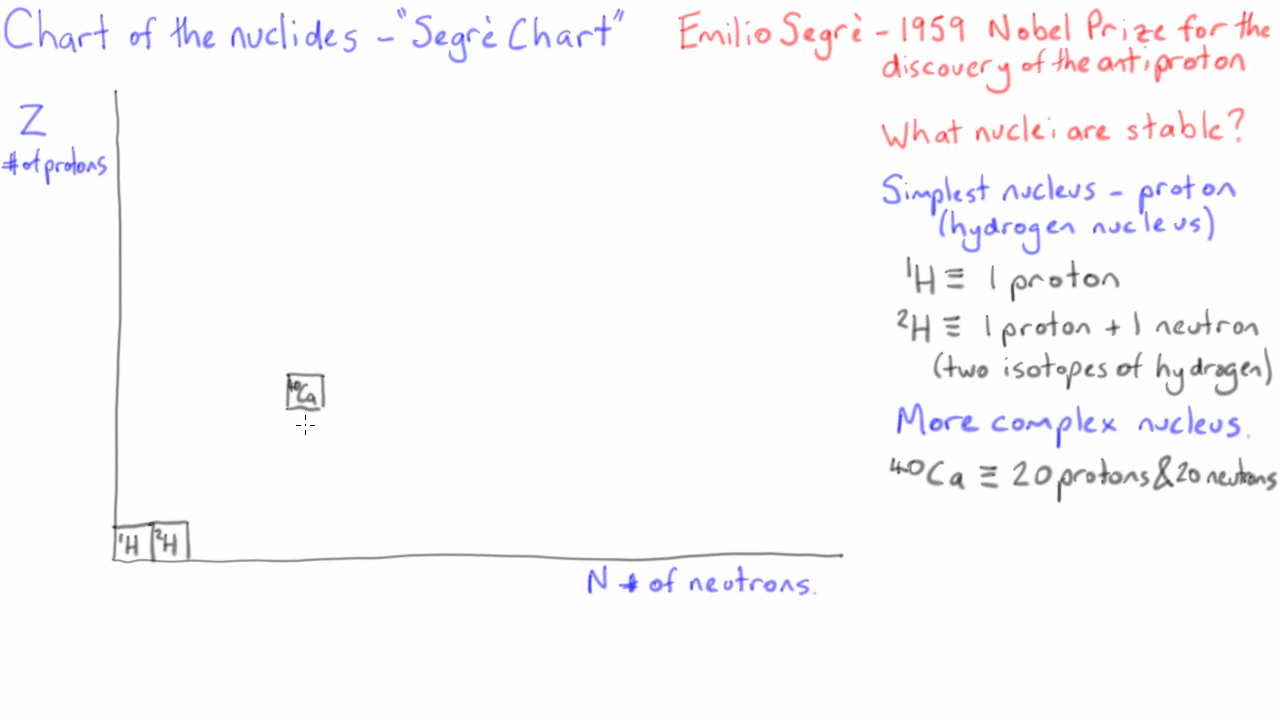 Chart of the nuclides - "Segrè Chart"
Emilio Segrè - 1959 Nobel Prize for the
discovery of the antiproton
Z
# of protons
What nuclei are stable?
Simplest nucleus - proton
(hydrogen nucleus)
¹H ≡ 1 proton
²H ≡ 1 proton + 1 neutron
(two isotopes of hydrogen)
More complex nucleus.
⁴⁰Ca ≡ 20 protons & 20 neutrons
⁴⁰Ca
¹H ²H
N # of neutrons.